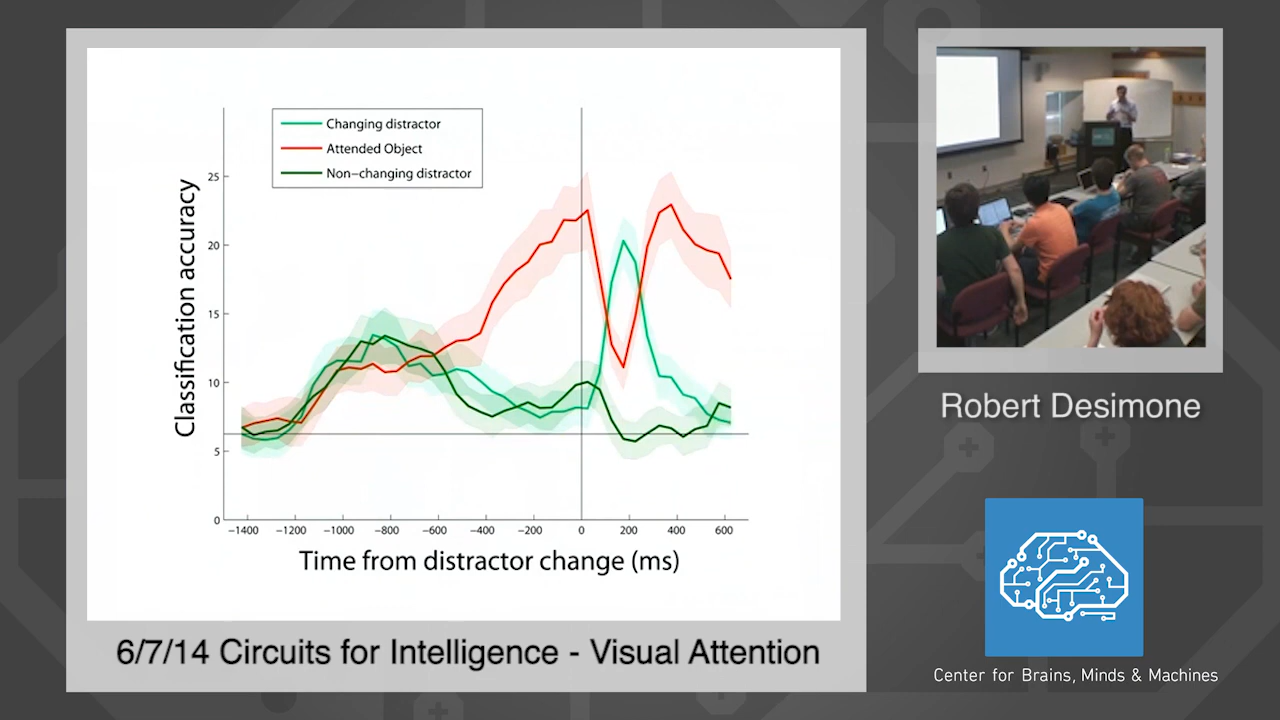 Changing distractor
Attended Object
Non−changing distractor
Classification accuracy
25
20
15
10
5
0
−1400 −1200 −1000 −800 −600 −400 −200 0 200 400 600
Time from distractor change (ms)
6/7/14 Circuits for Intelligence - Visual Attention
Robert Desimone
Center for Brains, Minds & Machines